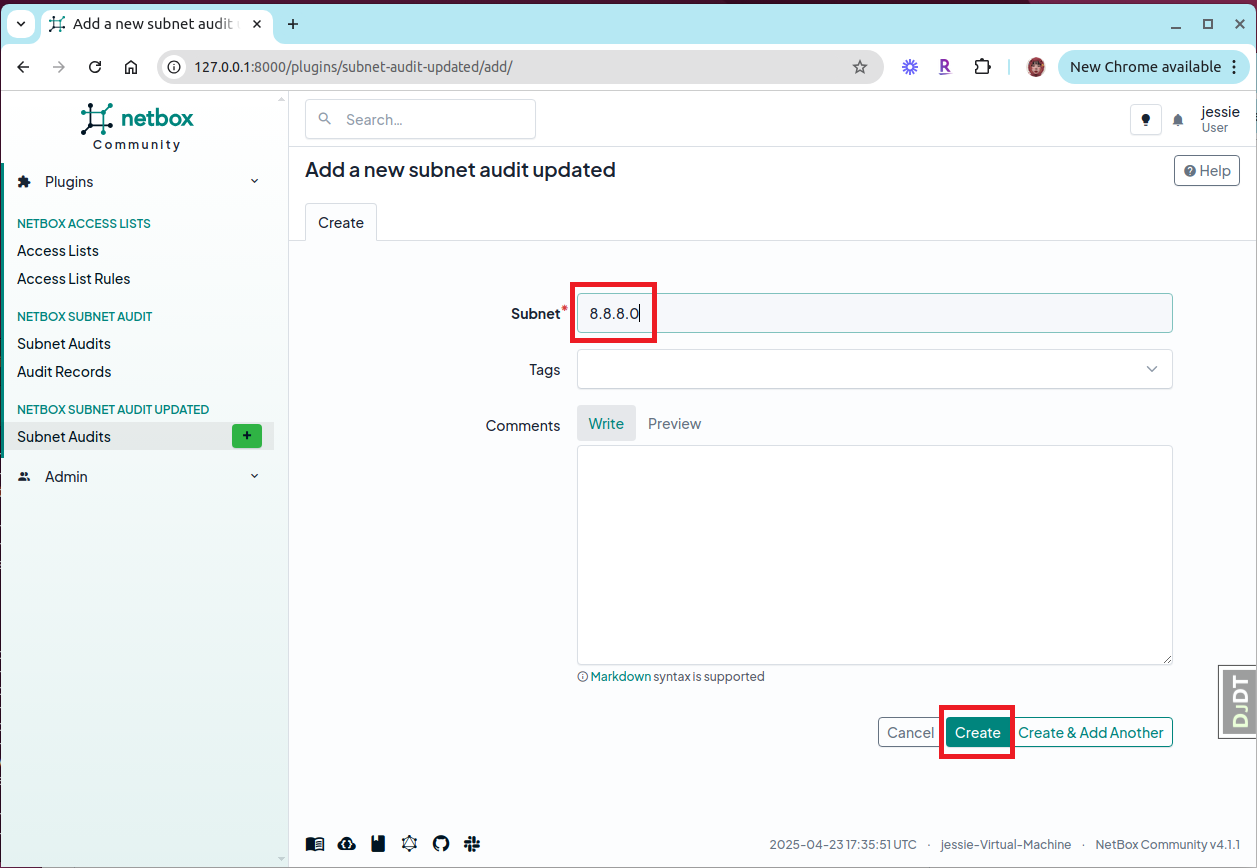 Add a new subnet audit u
127.0.0.1:8000/plugins/subnet-audit-updated/add/
R
New Chrome available
netbox
Community
Search...
jessie
User
Plugins
Add a new subnet audit updated
Help
NETBOX ACCESS LISTS
Access Lists
Access List Rules
Create
NETBOX SUBNET AUDIT
Subnet Audits
Audit Records
NETBOX SUBNET AUDIT UPDATED
Subnet Audits
Admin
Subnet* 8.8.8.0
Tags
Comments Write Preview
Markdown syntax is supported
Cancel Create Create & Add Another
DJDT
2025-04-23 17:35:51 UTC · jessie-Virtual-Machine · NetBox Community v4.1.1